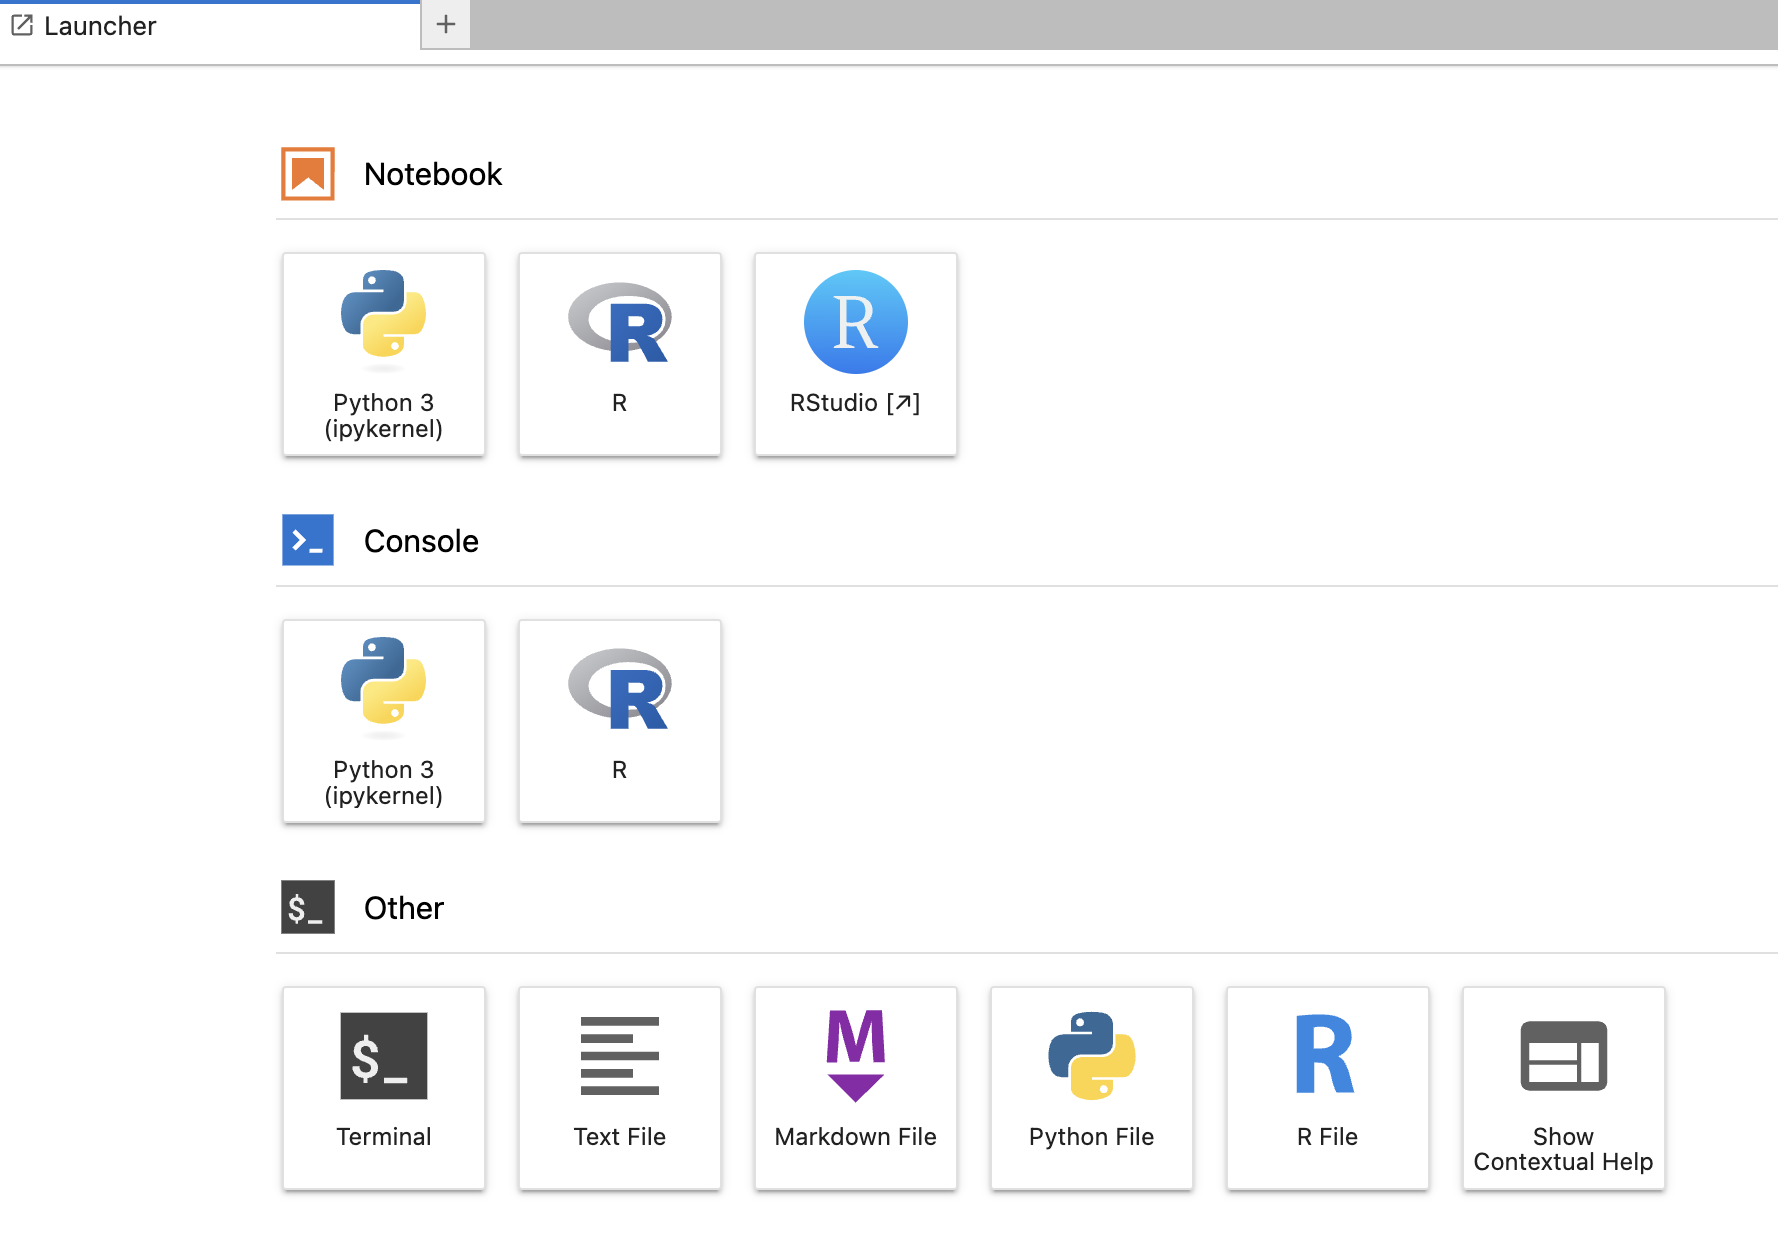 Launcher
Notebook
Python 3
(ipykernel)
R
RStudio [↗]
Console
Python 3
(ipykernel)
R
$_ Other
$_
Terminal
Text File
Markdown File
Python File
R File
Show
Contextual Help